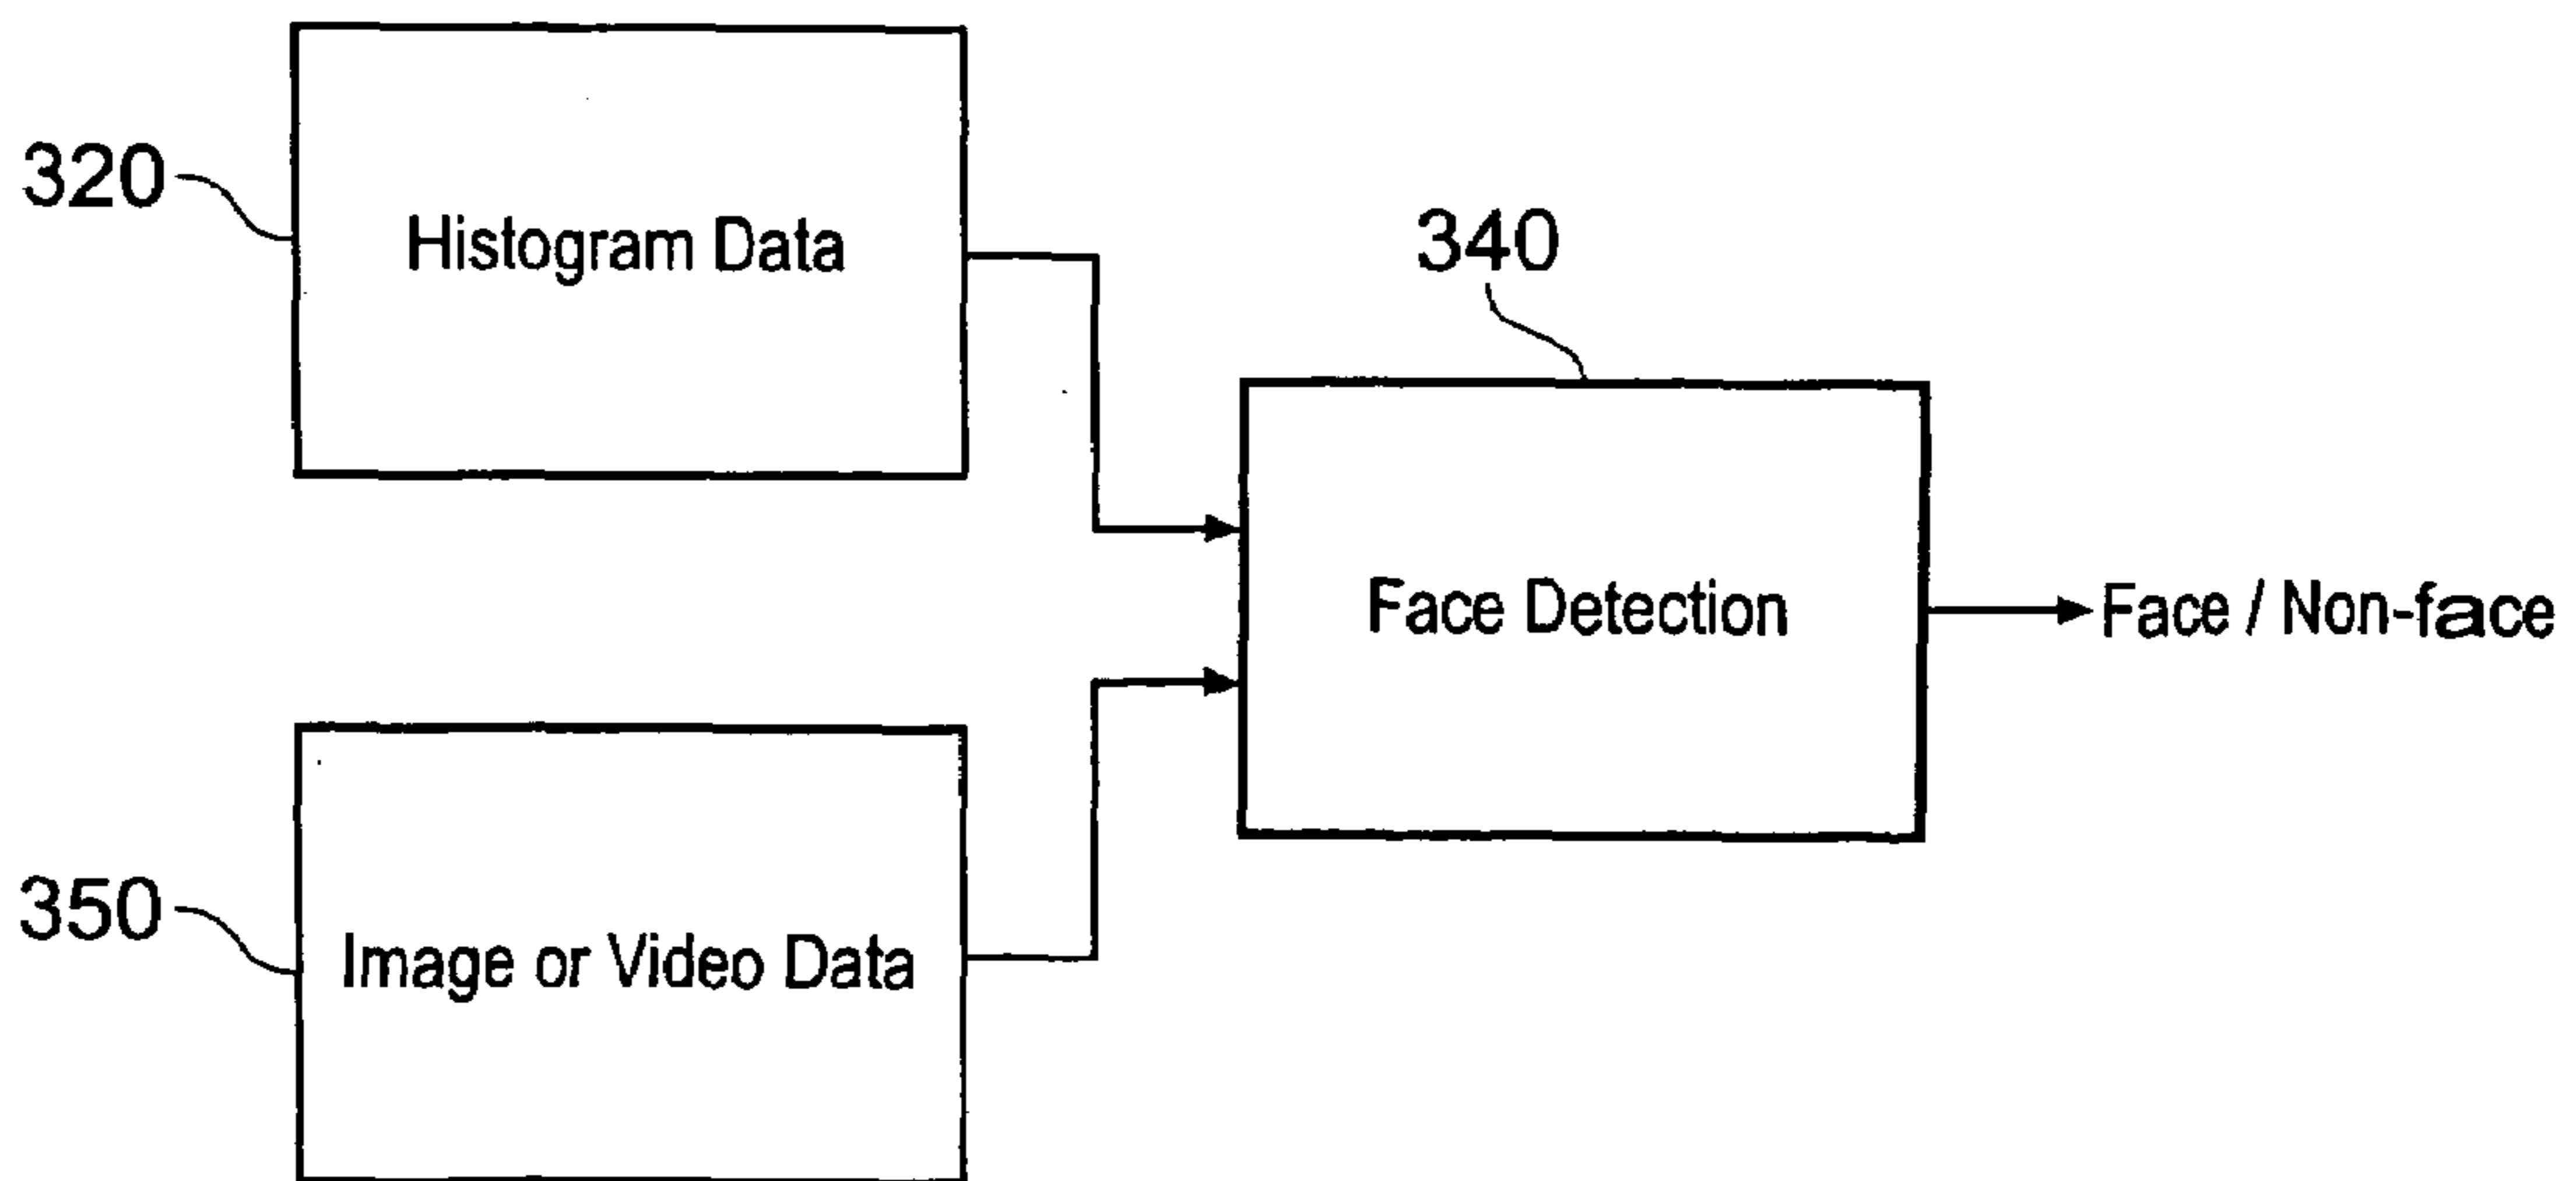 320
Histogram Data
340
Face Detection
Face / Non-face
350
Image or Video Data